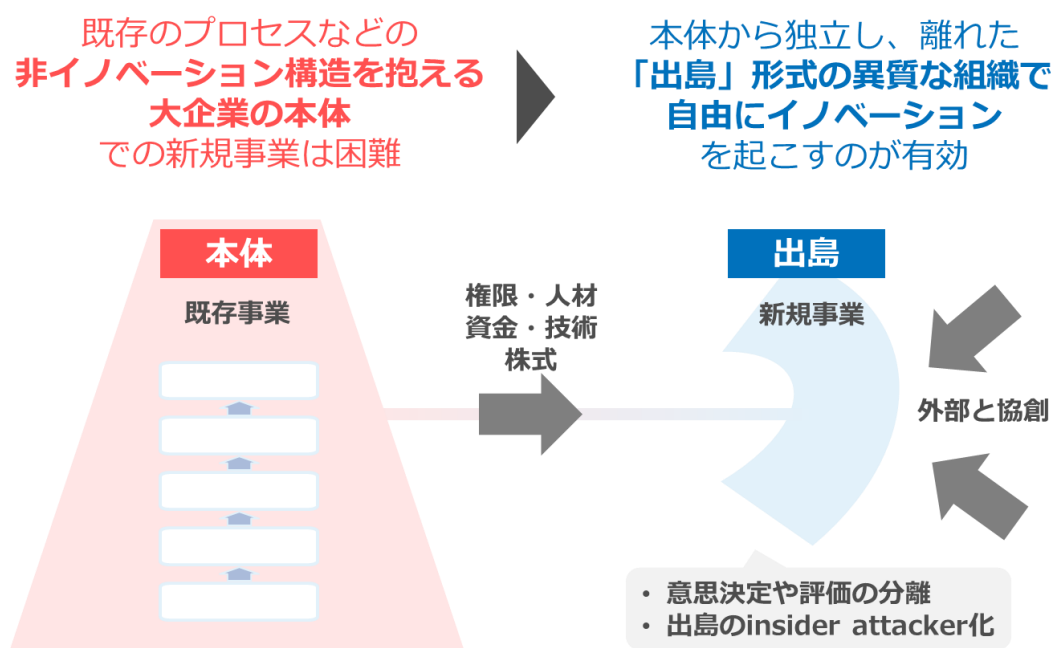 既存のプロセスなどの
非イノベーション構造を抱える
大企業の本体
での新規事業は困難
本体から独立し、離れた
「出島」形式の異質な組織で
自由にイノベーション
を起こすのが有効
本体
既存事業
権限・人材
資金・技術
株式
出島
新規事業
外部と協創
・ 意思決定や評価の分離
・ 出島のinsider attacker化